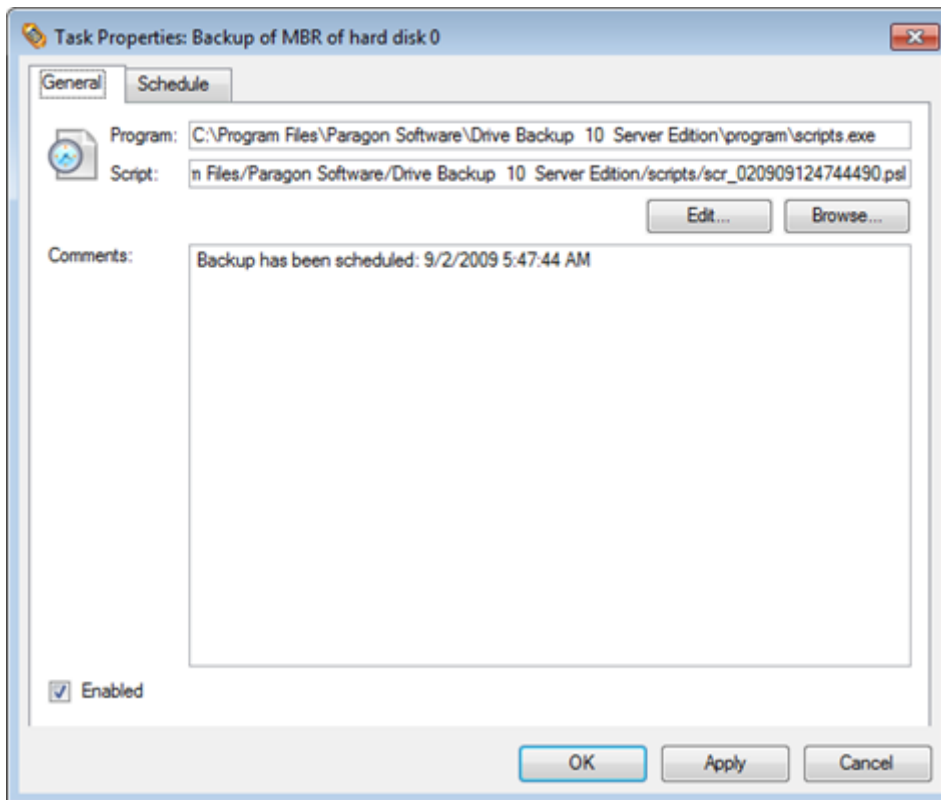 Task Properties: Backup of MBR of hard disk 0
General Schedule
Program: C:\Program Files\Paragon Software\Drive Backup  10  Server Edition\program\scripts.exe
Script: n Files/Paragon Software/Drive Backup  10  Server Edition/scripts/scr_020909124744490.psl
Edit... Browse...
Comments: Backup has been scheduled: 9/2/2009 5:47:44 AM
Enabled
OK Apply Cancel